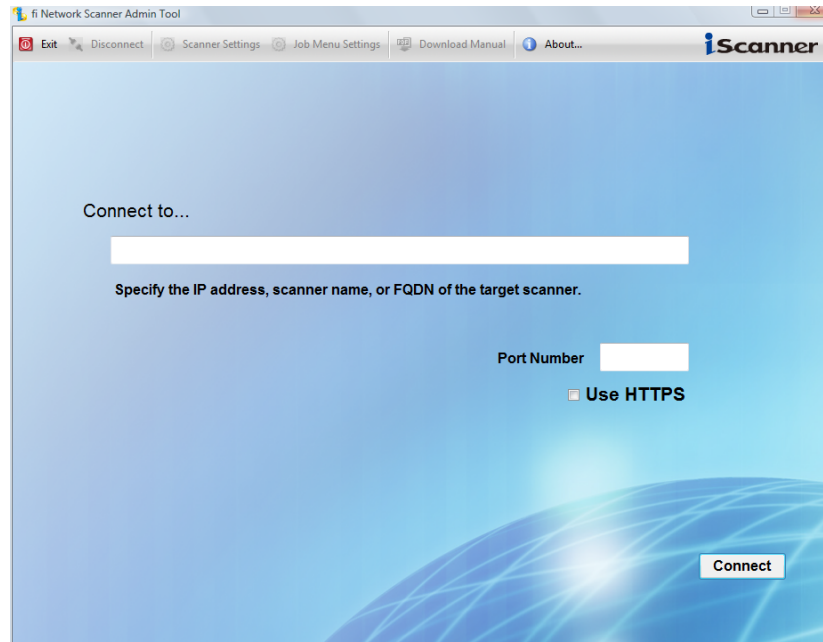 fi Network Scanner Admin Tool
Exit Disconnect Scanner Settings Job Menu Settings Download Manual About... iScanner
Connect to...
Specify the IP address, scanner name, or FQDN of the target scanner.
Port Number
Use HTTPS
Connect